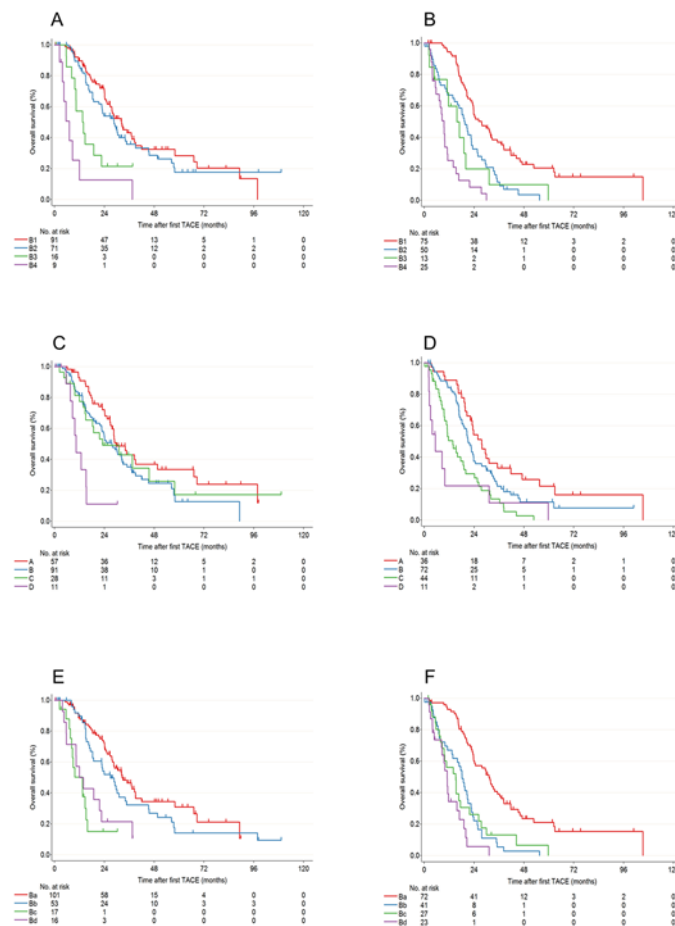 A
Overall survival (%)
1.0
0.8
0.6
0.4
0.2
0.0
0 24 48 72 96 120
Time after first TACE (months)
No. at risk
B1 91 47 13 5 1 0
B2 71 35 12 2 2 0
B3 16 3 0 0 0 0
B4 9 1 0 0 0 0
B
Overall survival (%)
1.0
0.8
0.6
0.4
0.2
0.0
0 24 48 72 96 120
Time after first TACE (months)
No. at risk
B1 75 38 12 3 2 0
B2 50 14 1 0 0 0
B3 13 2 1 0 0 0
B4 25 2 0 0 0 0
C
Overall survival (%)
1.0
0.8
0.6
0.4
0.2
0.0
0 24 48 72 96 120
Time after first TACE (months)
No. at risk
A 57 36 12 5 2 0
B 91 38 10 1 0 0
C 28 11 3 1 1 0
D 11 1 0 0 0 0
D
Overall survival (%)
1.0
0.8
0.6
0.4
0.2
0.0
0 24 48 72 96 120
Time after first TACE (months)
No. at risk
A 36 18 7 2 1 0
B 72 25 5 1 1 0
C 44 11 1 0 0 0
D 11 2 1 0 0 0
E
Overall survival (%)
1.0
0.8
0.6
0.4
0.2
0.0
0 24 48 72 96 120
Time after first TACE (months)
No. at risk
Ba 101 58 15 4 0 0
Bb 53 24 10 3 3 0
Bc 17 1 0 0 0 0
Bd 16 3 0 0 0 0
F
Overall survival (%)
1.0
0.8
0.6
0.4
0.2
0.0
0 24 48 72 96 120
Time after first TACE (months)
No. at risk
Ba 72 41 12 3 2 0
Bb 41 8 1 0 0 0
Bc 27 6 1 0 0 0
Bd 23 1 0 0 0 0